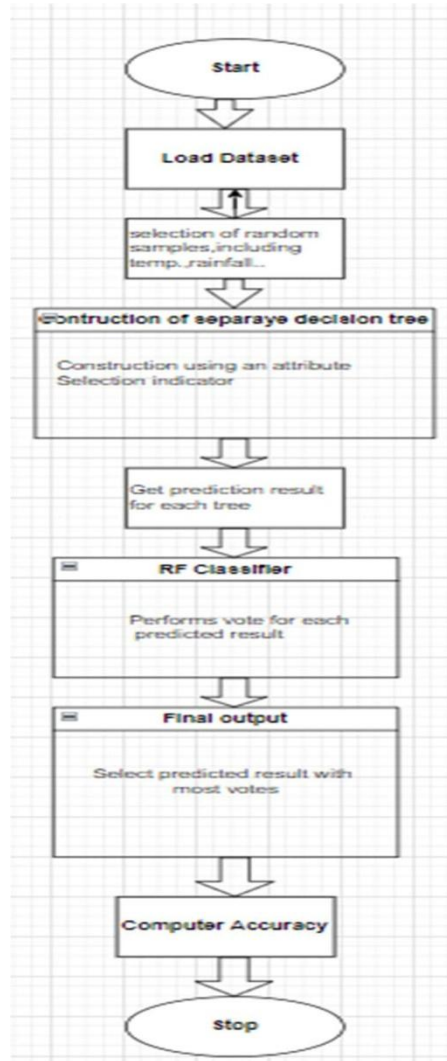 Start
Load Dataset
selection of random
samples,including
temp.,rainfall..
Contruction of separaye decision tree
Construction using an attribute
Selection indicator
Get prediction result
for each tree
RF Classifier
Performs vote for each
predicted result
Final output
Select predicted result with
most votes
Computer Accuracy
Stop